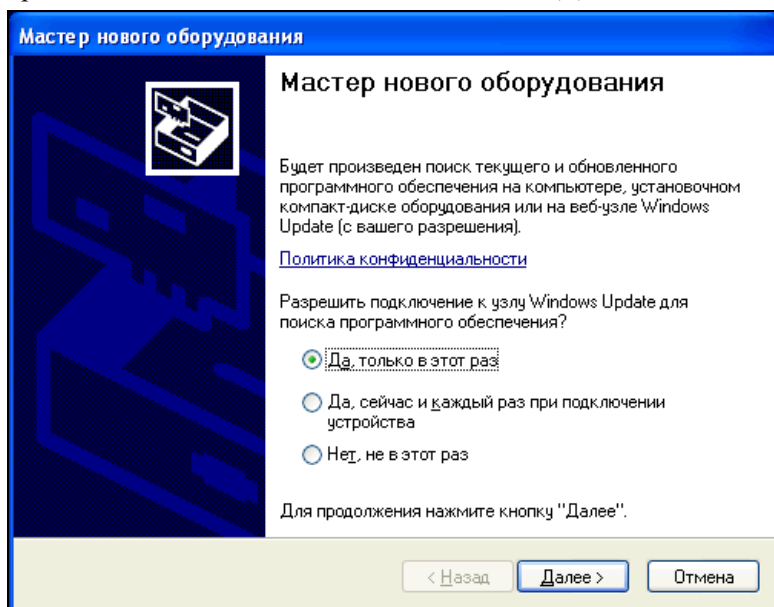 Мастер нового оборудования
Мастер нового оборудования
Будет произведен поиск текущего и обновленного
программного обеспечения на компьютере, установочном
компакт-диске оборудования или на веб-узле Windows
Update (с вашего разрешения).
Политика конфиденциальности
Разрешить подключение к узлу Windows Update для
поиска программного обеспечения?
Да, только в этот раз
Да, сейчас и каждый раз при подключении
устройства
Нет, не в этот раз
Для продолжения нажмите кнопку "Далее".
< Назад Далее > Отмена